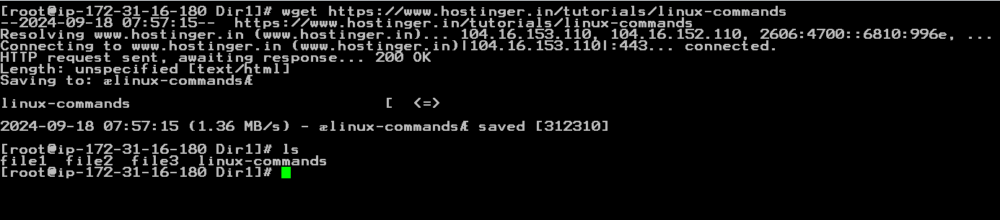 [root@ip-172-31-16-180 Dir1]# wget https://www.hostinger.in/tutorials/linux-commands
--2024-09-18 07:57:15--  https://www.hostinger.in/tutorials/linux-commands
Resolving www.hostinger.in (www.hostinger.in)... 104.16.153.110, 104.16.152.110, 2606:4700::6810:996e, ...
Connecting to www.hostinger.in (www.hostinger.in)|104.16.153.110|:443... connected.
HTTP request sent, awaiting response... 200 OK
Length: unspecified [text/html]
Saving to: ælinux-commandsÆ
linux-commands                                  [  <=>
2024-09-18 07:57:15 (1.36 MB/s) - ælinux-commandsÆ saved [312310]
[root@ip-172-31-16-180 Dir1]# ls
file1  file2  file3  linux-commands
[root@ip-172-31-16-180 Dir1]#